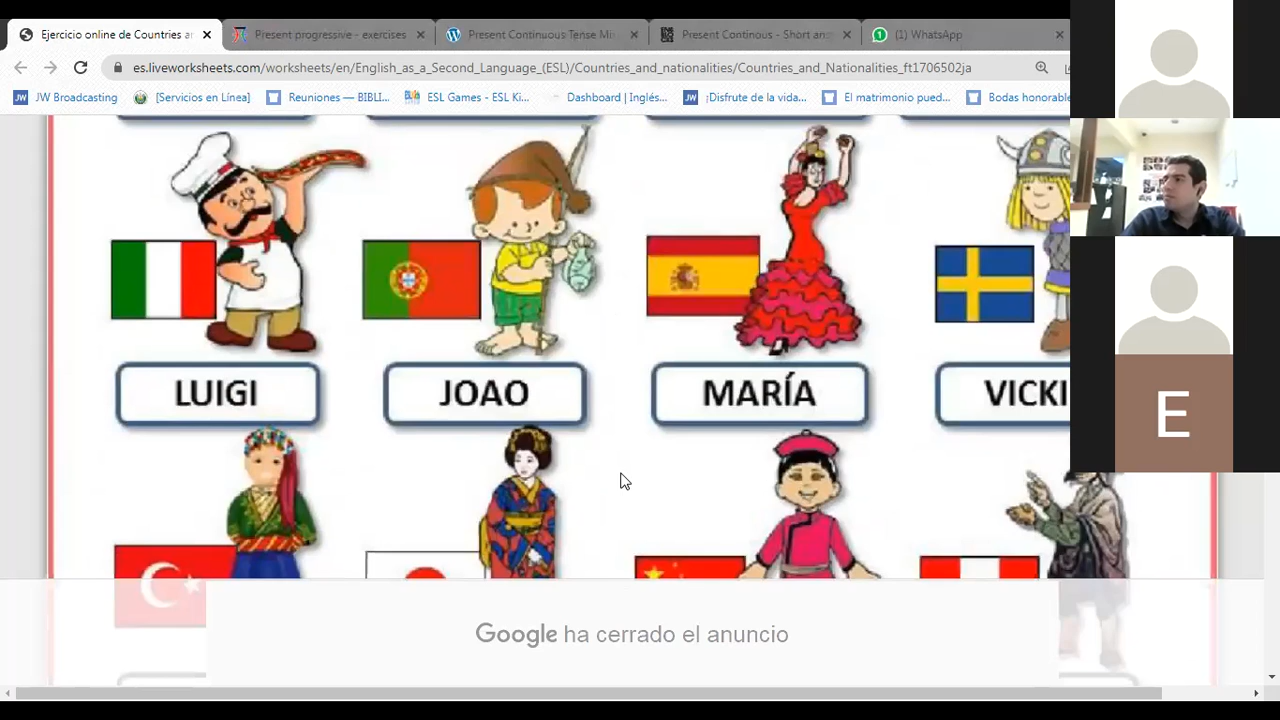 Ejercicio online de Countries a
Present progressive - exercises
Present Continuous Tense Mi
Present Continous - Short an
(1) WhatsApp
es.liveworksheets.com/worksheets/en/English_as_a_Second_Language_(ESL)/Countries_and_nationalities/Countries_and_Nationalities_ft1706502ja
JW Broadcasting
[Servicios en Línea]
Reuniones — BIBLI...
ESL Games - ESL Ki...
Dashboard | Inglés...
¡Disfrute de la vida...
El matrimonio pued...
Bodas honorable
LUIGI
JOAO
MARÍA
VICKI
E
Google ha cerrado el anuncio